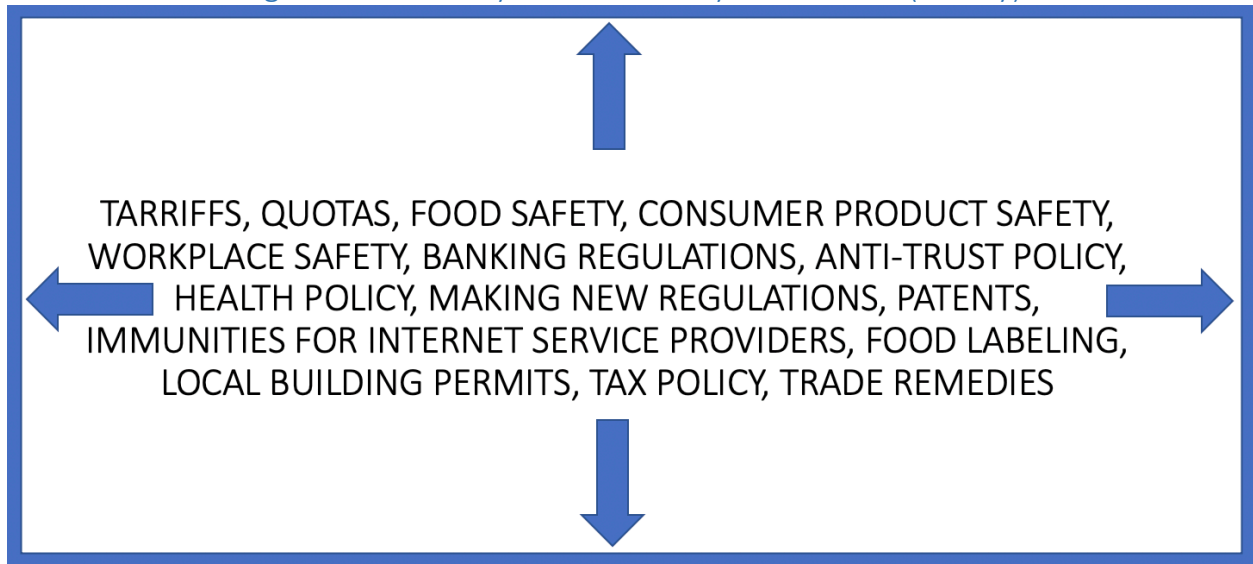 TARRIFFS, QUOTAS, FOOD SAFETY, CONSUMER PRODUCT SAFETY,
WORKPLACE SAFETY, BANKING REGULATIONS, ANTI-TRUST POLICY,
HEALTH POLICY, MAKING NEW REGULATIONS, PATENTS,
IMMUNITIES FOR INTERNET SERVICE PROVIDERS, FOOD LABELING,
LOCAL BUILDING PERMITS, TAX POLICY, TRADE REMEDIES